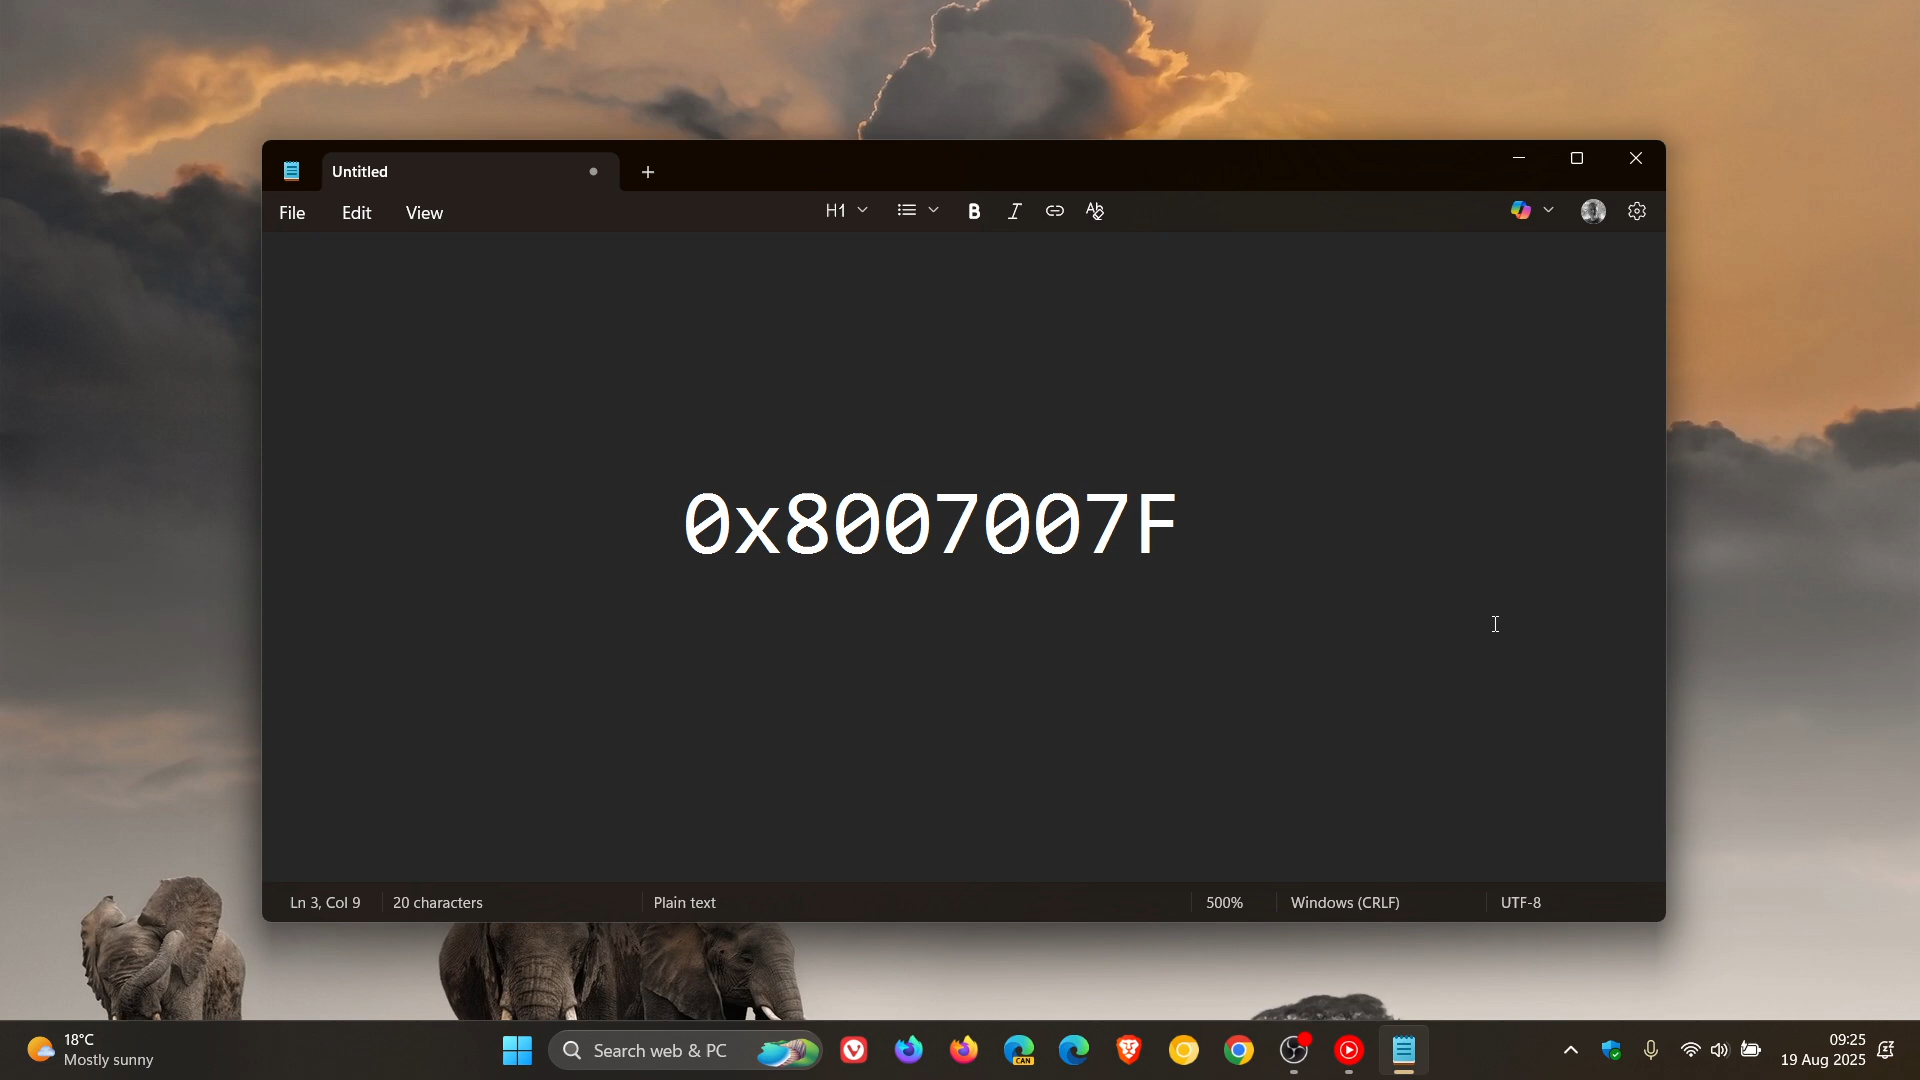 Untitled
File Edit View H1 B I
0x8007007F
Ln 3, Col 9 20 characters Plain text 500% Windows (CRLF) UTF-8
18°C
Mostly sunny
Search web & PC
CAN
09:25
19 Aug 2025